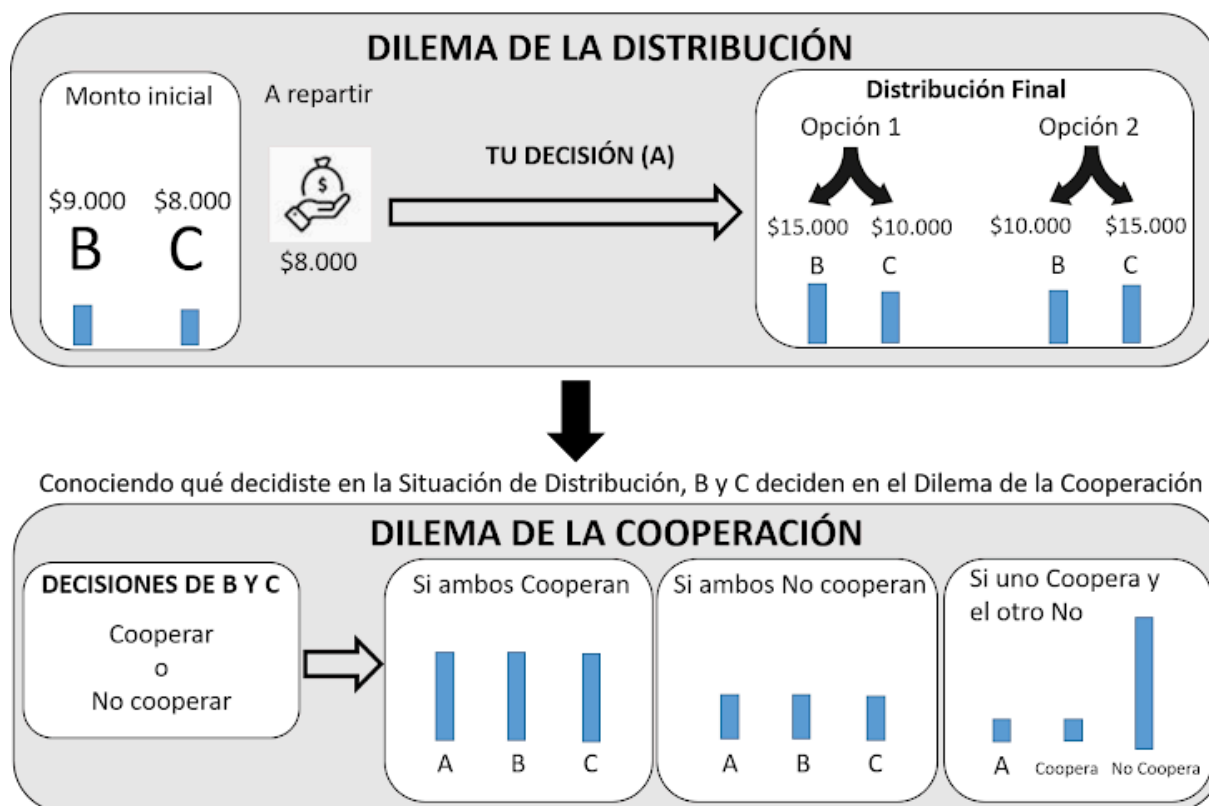 DILEMA DE LA DISTRIBUCIÓN
Monto inicial
$9.000 $8.000
B C
A repartir
$
$8.000
TU DECISIÓN (A)
Distribución Final
Opción 1 Opción 2
$15.000 $10.000 $10.000 $15.000
B C B C
Conociendo qué decidiste en la Situación de Distribución, B y C deciden en el Dilema de la Cooperación
DILEMA DE LA COOPERACIÓN
DECISIONES DE B Y C
Cooperar
o
No cooperar
Si ambos Cooperan
A B C
Si ambos No cooperan
A B C
Si uno Coopera y
el otro No
A Coopera No Coopera